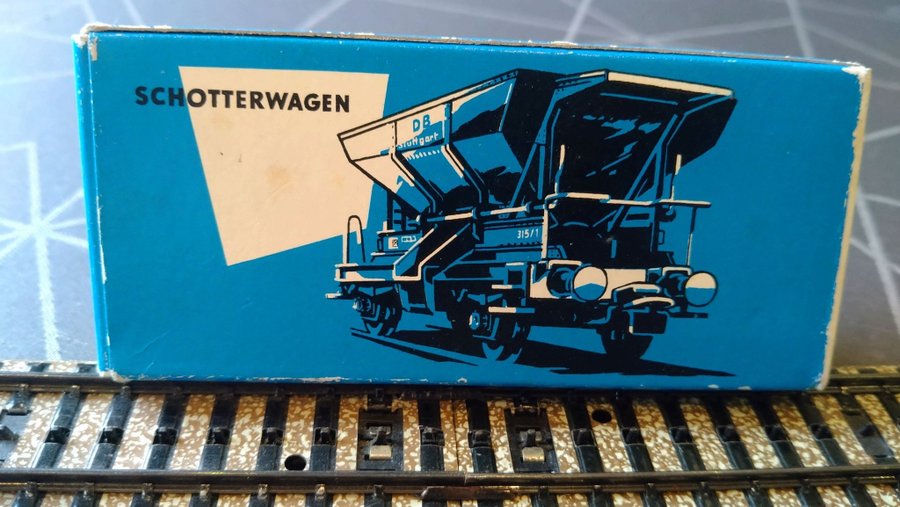 SCHOTTERWAGEN
DB
Stuttgart
315/1